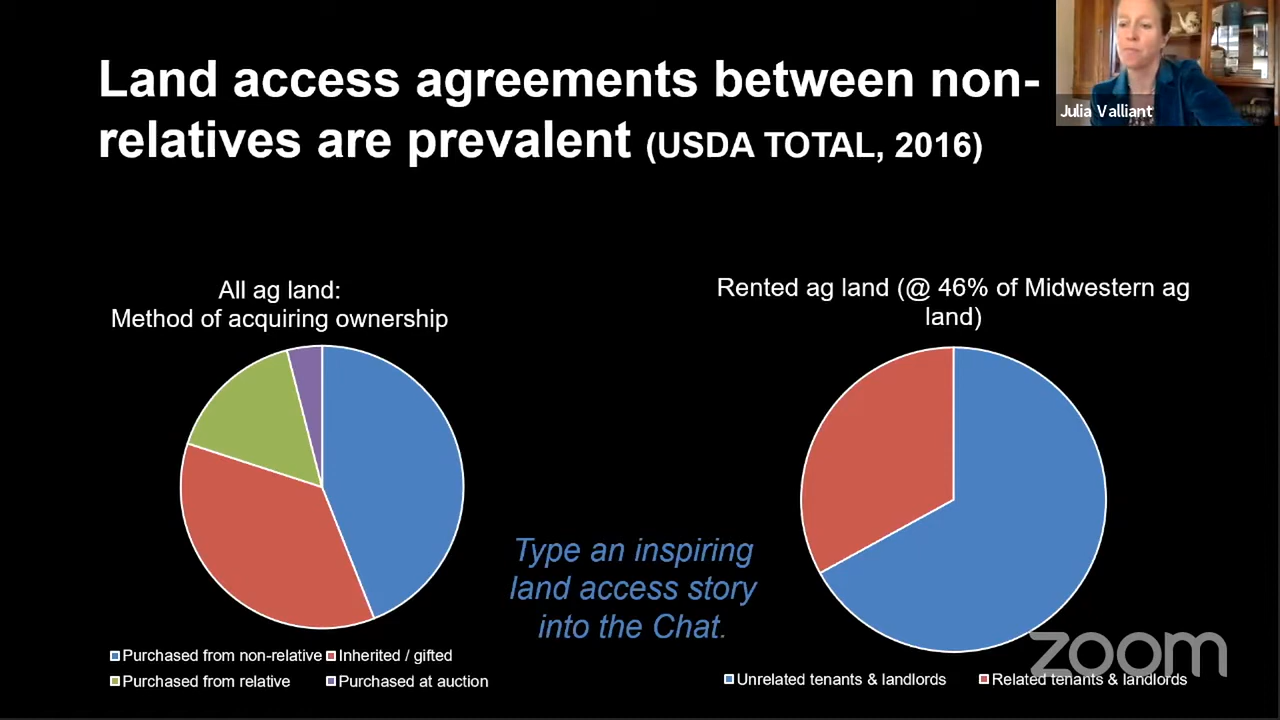 Land access agreements between non-
relatives are prevalent (USDA TOTAL, 2016)
Julia Valliant
All ag land:
Method of acquiring ownership
Rented ag land (@ 46% of Midwestern ag
land)
Type an inspiring
land access story
into the Chat.
Purchased from non-relative Inherited / gifted
Purchased from relative Purchased at auction
Unrelated tenants & landlords Related tenants & landlords
zoom